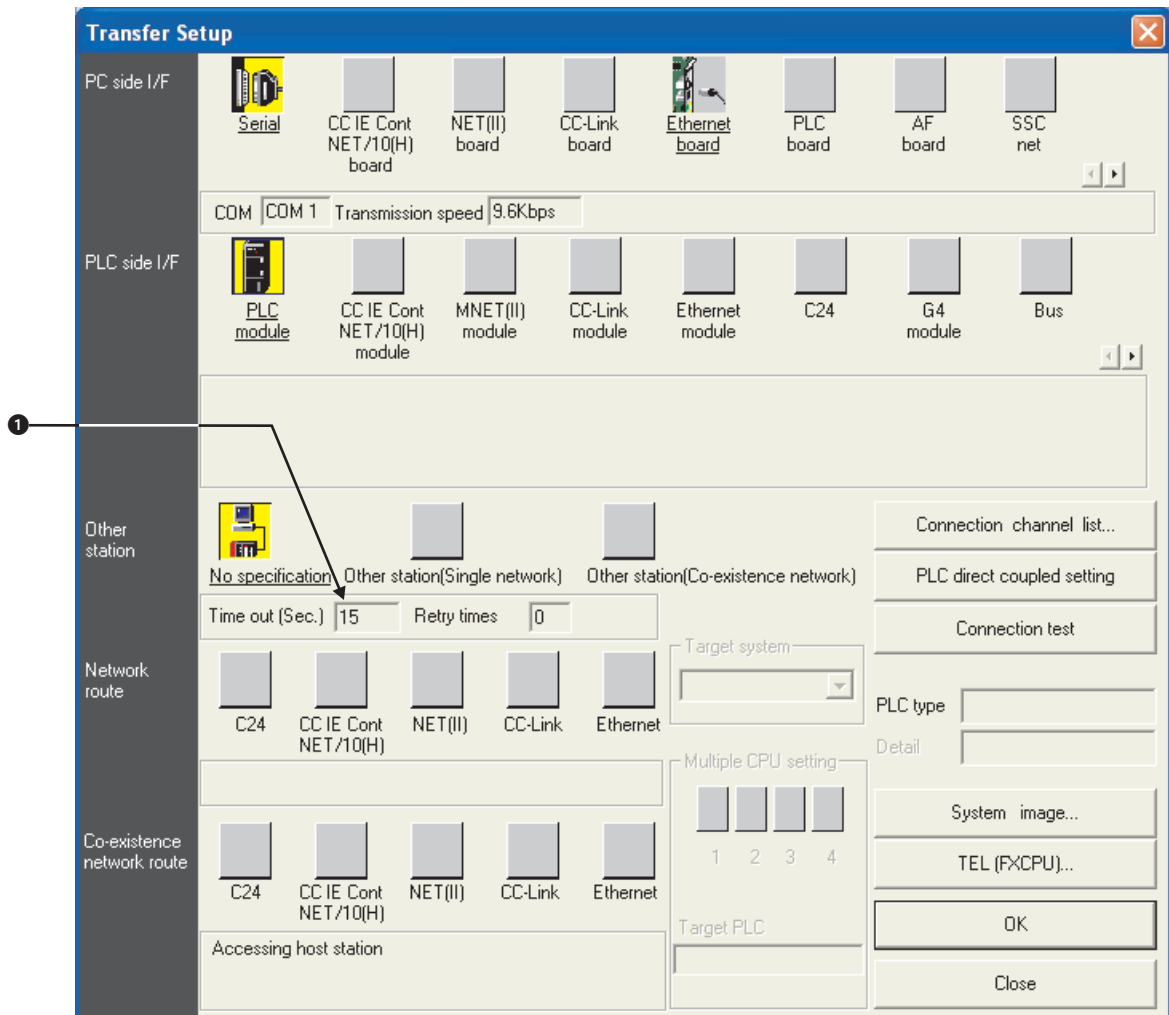 Transfer Setup
PC side I/F
Serial
CC IE Cont
NET/10(H)
board
NET(II)
board
CC-Link
board
Ethernet
board
PLC
board
AF
board
SSC
net
COM COM 1 Transmission speed 9.6Kbps
PLC side I/F
PLC
module
CC IE Cont
NET/10(H)
module
MNET(II)
module
CC-Link
module
Ethernet
module
C24
G4
module
Bus
1
Other
station
No specification
Other station(Single network)
Other station(Co-existence network)
Time out (Sec.) 15 Retry times 0
Connection channel list...
PLC direct coupled setting
Connection test
Network
route
C24
CC IE Cont
NET/10(H)
NET(II)
CC-Link
Ethernet
Target system
PLC type
Detail
Multiple CPU setting
1 2 3 4
Target PLC
System image...
TEL (FXCPU)...
OK
Close
Co-existence
network route
C24
CC IE Cont
NET/10(H)
NET(II)
CC-Link
Ethernet
Accessing host station